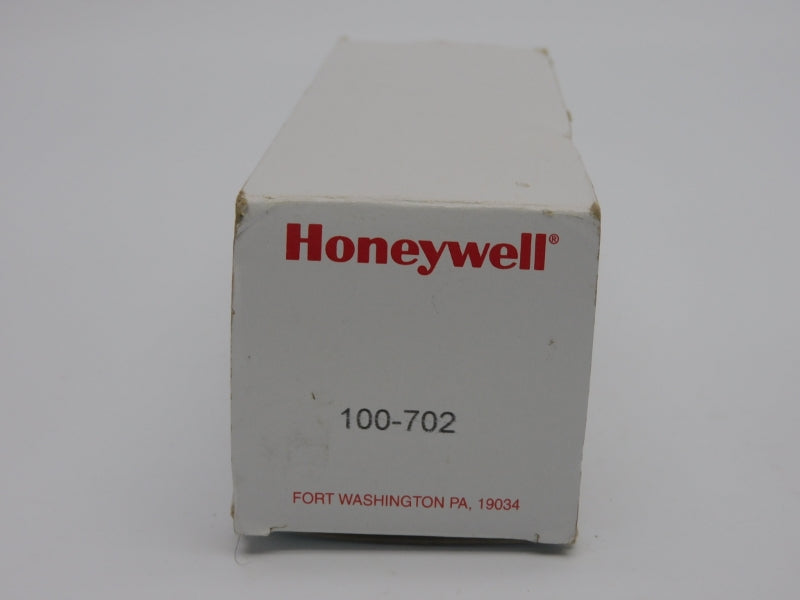 Honeywell®
100-702
FORT WASHINGTON PA, 19034